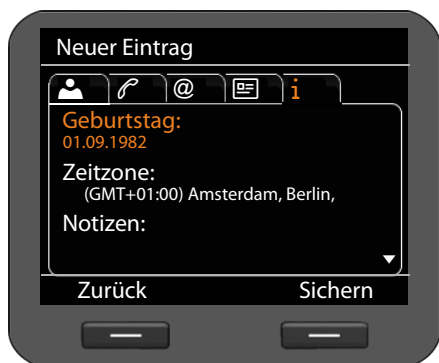 Neuer Eintrag
@ i
Geburtstag:
01.09.1982
Zeitzone:
(GMT+01:00) Amsterdam, Berlin,
Notizen:
Zurück Sichern